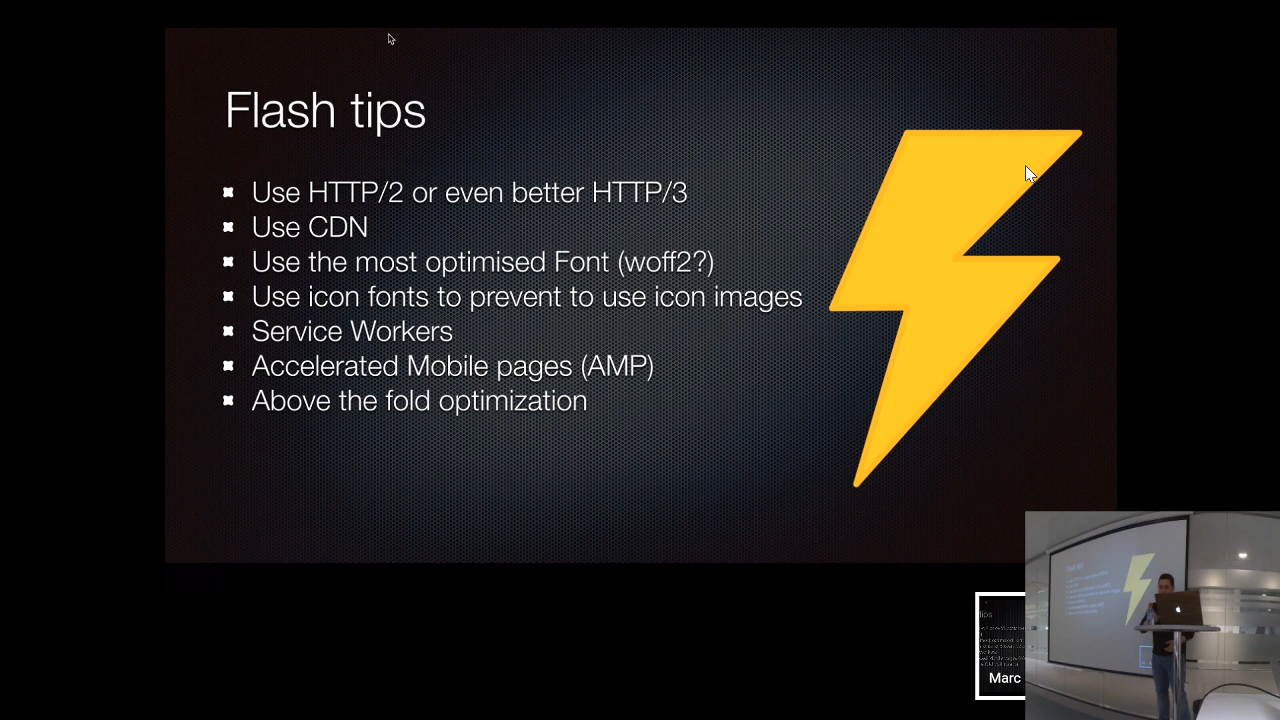 Flash tips
Use HTTP/2 or even better HTTP/3
Use CDN
Use the most optimised Font (woff2?)
Use icon fonts to prevent to use icon images
Service Workers
Accelerated Mobile pages (AMP)
Above the fold optimization
Marc